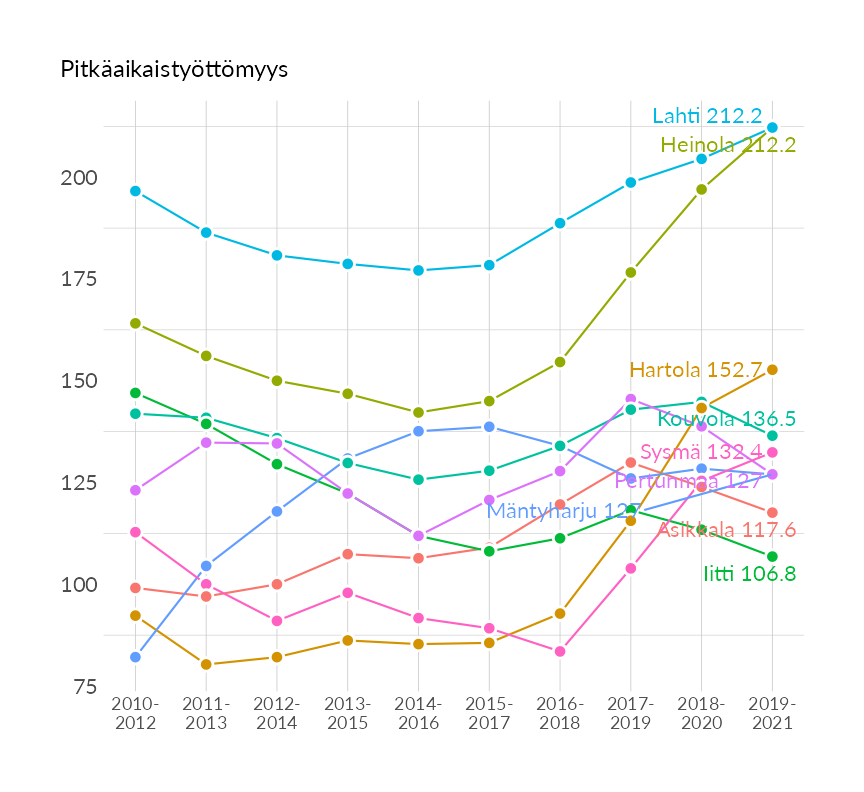 Pitkäaikaistyöttömyys
Lahti 212.2
Heinola 212.2
200
175
150
Hartola 152.7
Kouvola 136.5
Sysmä 132.4
125
Pertunmaa 127
Mäntyharju 127
Asikkala 117.6
100
Iitti 106.8
75
2010-
2012
2011-
2013
2012-
2014
2013-
2015
2014-
2016
2015-
2017
2016-
2018
2017-
2019
2018-
2020
2019-
2021